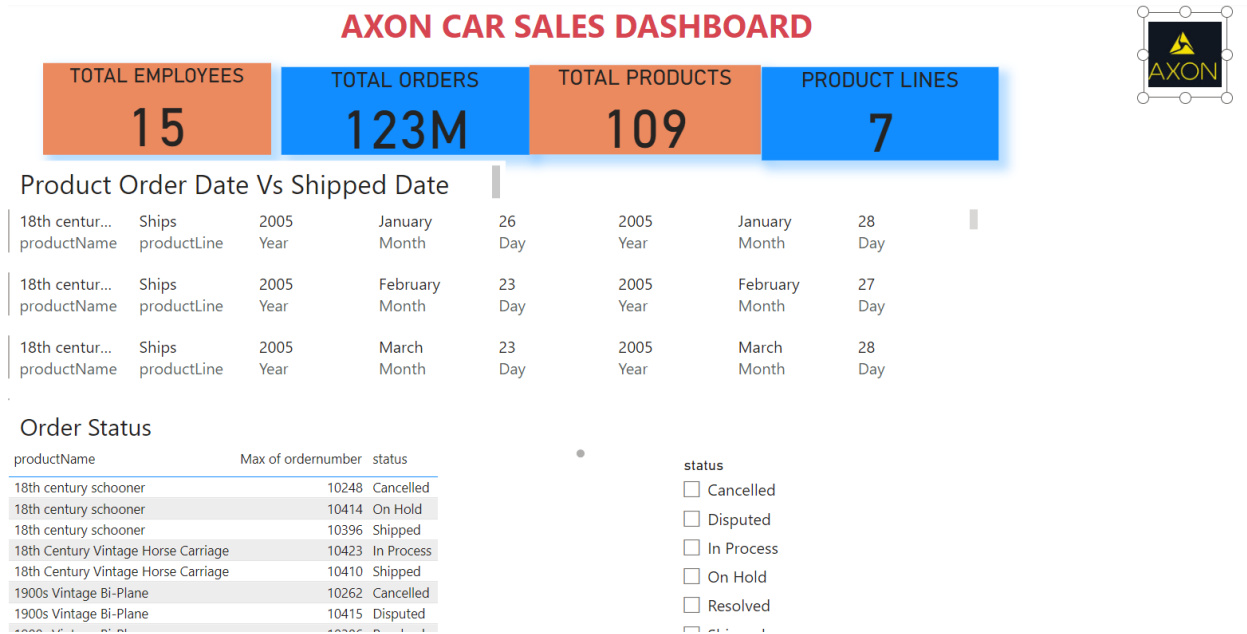 AXON CAR SALES DASHBOARD
AXON
TOTAL EMPLOYEES
15
TOTAL ORDERS
123M
TOTAL PRODUCTS
109
PRODUCT LINES
7
Product Order Date Vs Shipped Date
18th centur... Ships 2005 January 26 2005 January 28
productName productLine Year Month Day Year Month Day
18th centur... Ships 2005 February 23 2005 February 27
productName productLine Year Month Day Year Month Day
18th centur... Ships 2005 March 23 2005 March 28
productName productLine Year Month Day Year Month Day
Order Status
productName Max of ordernumber status
18th century schooner 10248 Cancelled
18th century schooner 10414 On Hold
18th century schooner 10396 Shipped
18th Century Vintage Horse Carriage 10423 In Process
18th Century Vintage Horse Carriage 10410 Shipped
1900s Vintage Bi-Plane 10262 Cancelled
1900s Vintage Bi-Plane 10415 Disputed
status
Cancelled
Disputed
In Process
On Hold
Resolved